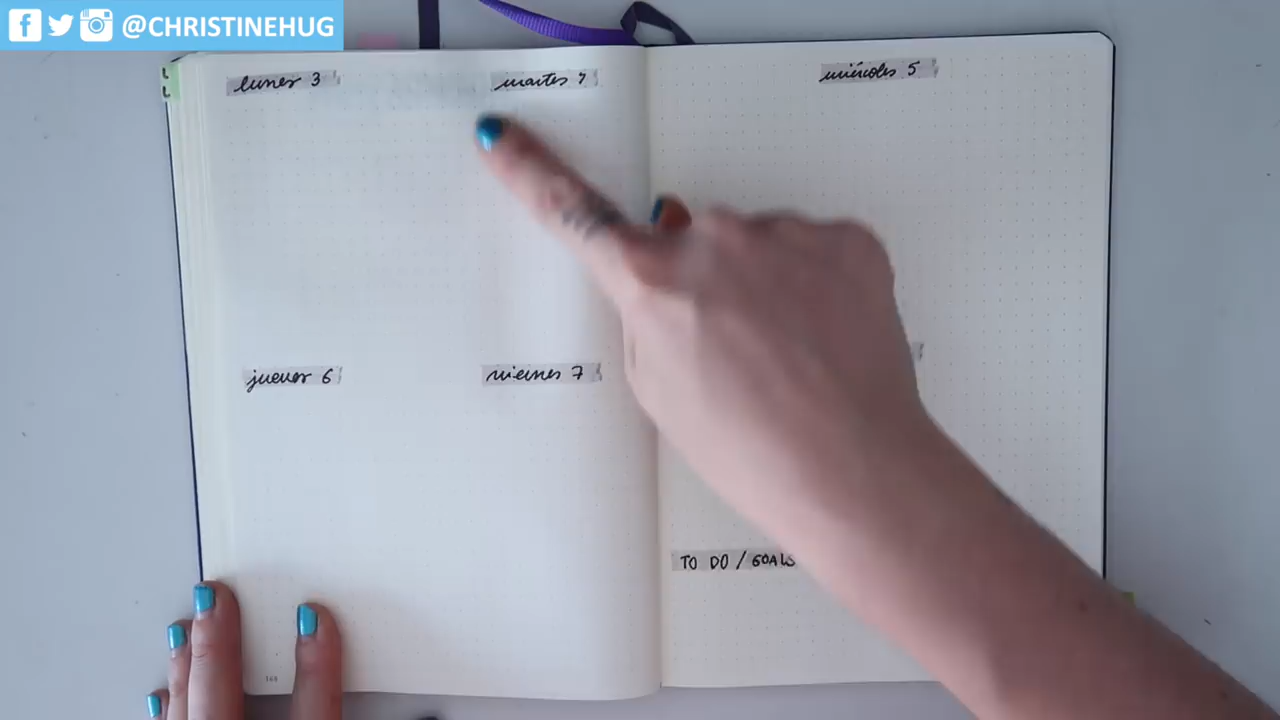 @CHRISTINEHUG
lunes 3
martes 4
miércoles 5
jueves 6
viernes 7
TO DO / GOALS